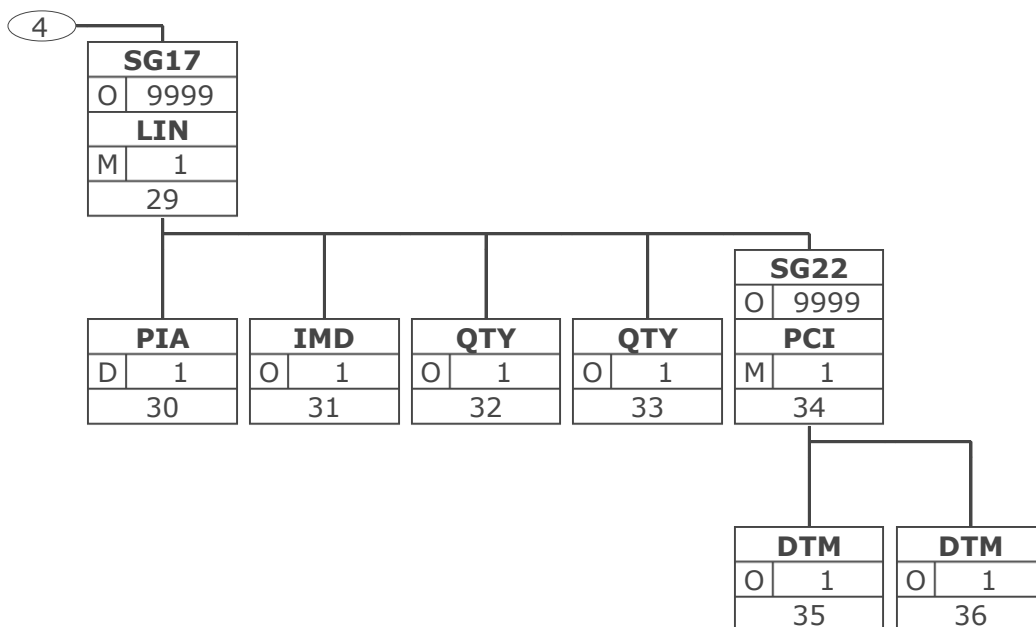 4
SG17
O 9999
LIN
M 1
29
SG22
O 9999
PIA IMD QTY QTY PCI
D 1 O 1 O 1 O 1 M 1
30 31 32 33 34
DTM DTM
O 1 O 1
35 36